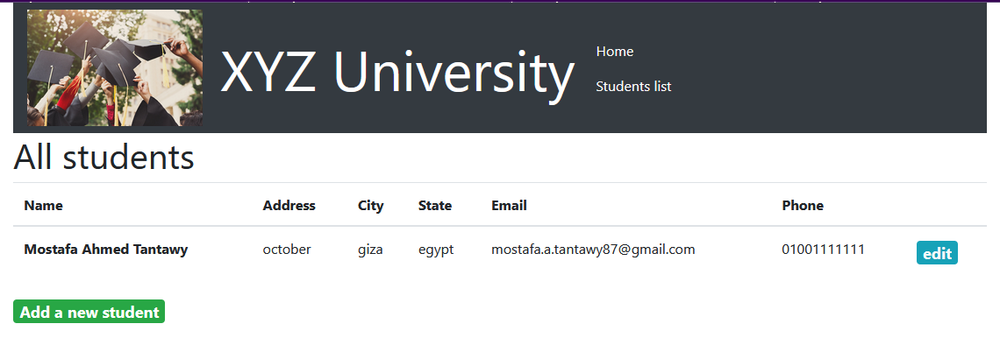 XYZ University
Home
Students list
All students
Name Address City State Email Phone
Mostafa Ahmed Tantawy october giza egypt mostafa.a.tantawy87@gmail.com 01001111111 edit
Add a new student